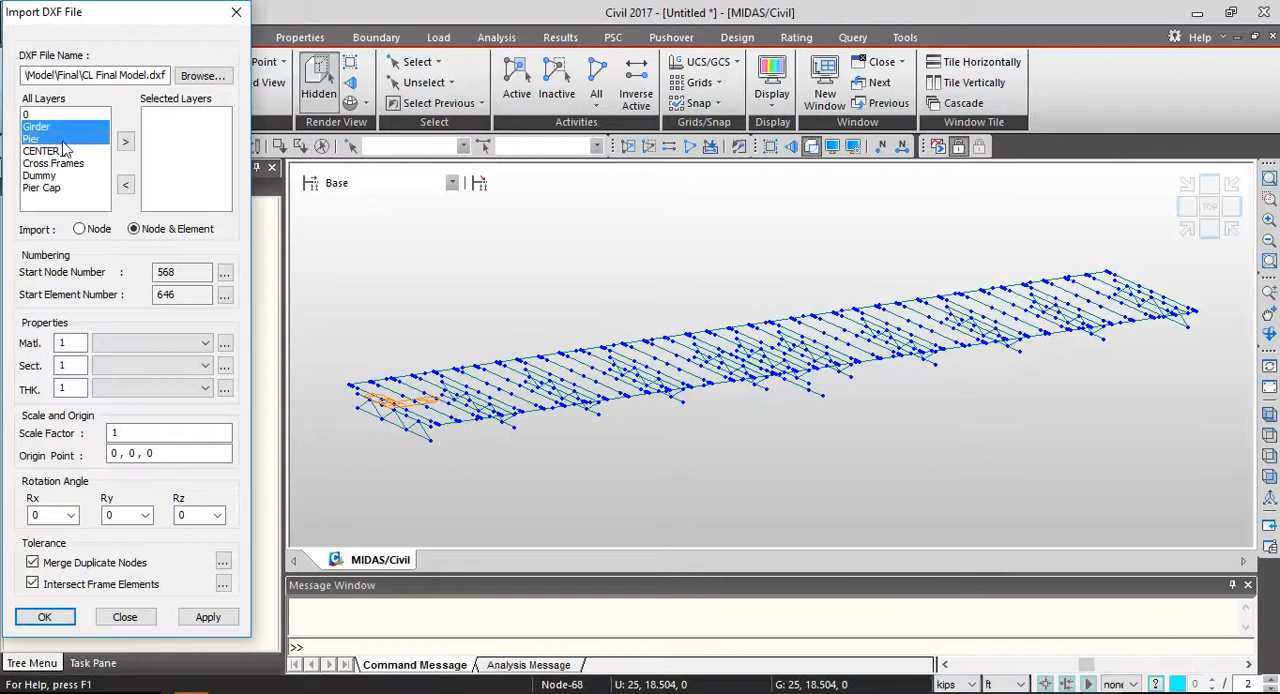 Import DXF File
Civil 2017 - [Untitled *] - [MIDAS/Civil]
Properties Boundary Load Analysis Results PSC Pushover Design Rating Query Tools Help
DXF File Name :
\Model\Final\CL Final Model.dxf Browse...
All Layers Selected Layers
0
Girder
Pier
CENTER
Cross Frames
Dummy
Pier Cap
>
<
Import : Node Node & Element
Numbering
Start Node Number : 568 ...
Start Element Number : 646 ...
Properties
Matl. 1 ...
Sect. 1 ...
THK. 1 ...
Scale and Origin
Scale Factor : 1
Origin Point : 0 , 0 , 0
Rotation Angle
Rx Ry Rz
0 0 0
Tolerance
Merge Duplicate Nodes ...
Intersect Frame Elements ...
OK Close Apply
Point
d View
Hidden
Render View
Select
Unselect
Select Previous
Select
Active Inactive All Inverse Active
Activities
UCS/GCS
Grids
Snap
Grids/Snap
Display
Display
New Window
Close
Next
Previous
Window
Tile Horizontally
Tile Vertically
Cascade
Window Tile
Base
TOP
MIDAS/Civil
Message Window
>>
Command Message Analysis Message
Tree Menu Task Pane
For Help, press F1 Node-68 U: 25, 18.504, 0 G: 25, 18.504, 0 kips ft none ? 0 / 2